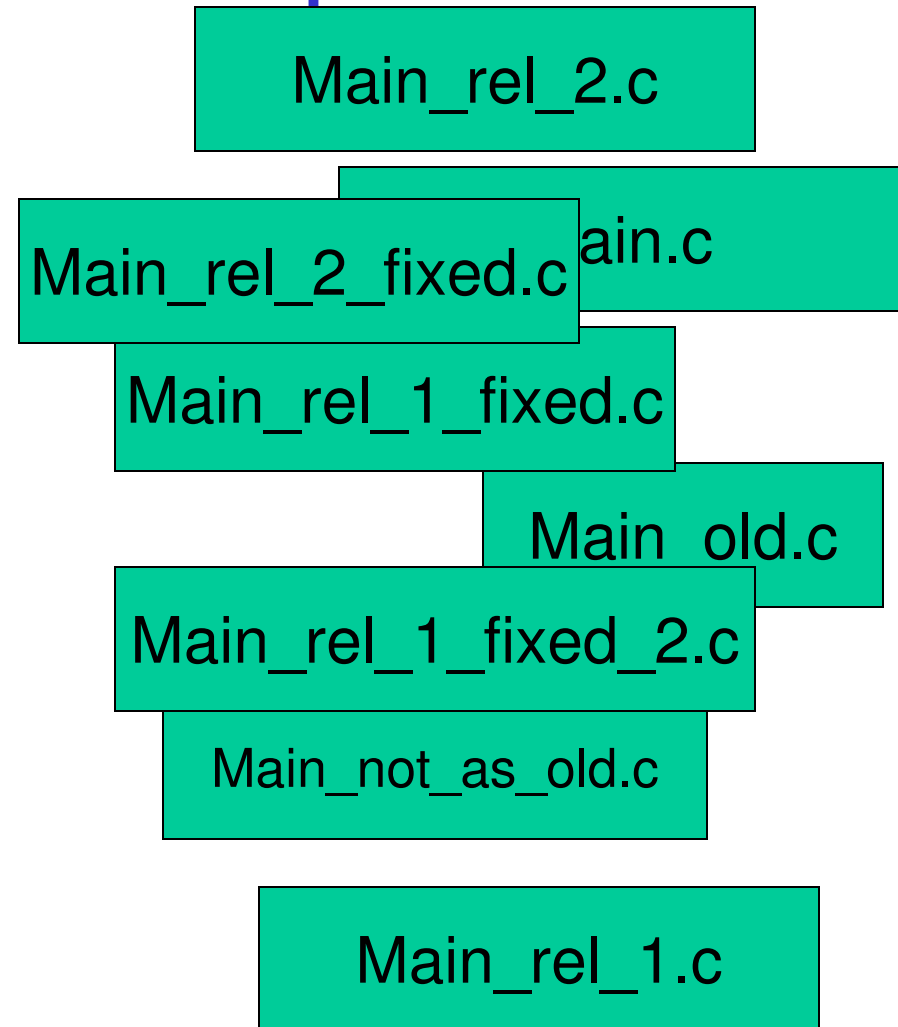 Main_rel_2.c
ain.c
Main_rel_2_fixed.c
Main_rel_1_fixed.c
Main_old.c
Main_rel_1_fixed_2.c
Main_not_as_old.c
Main_rel_1.c